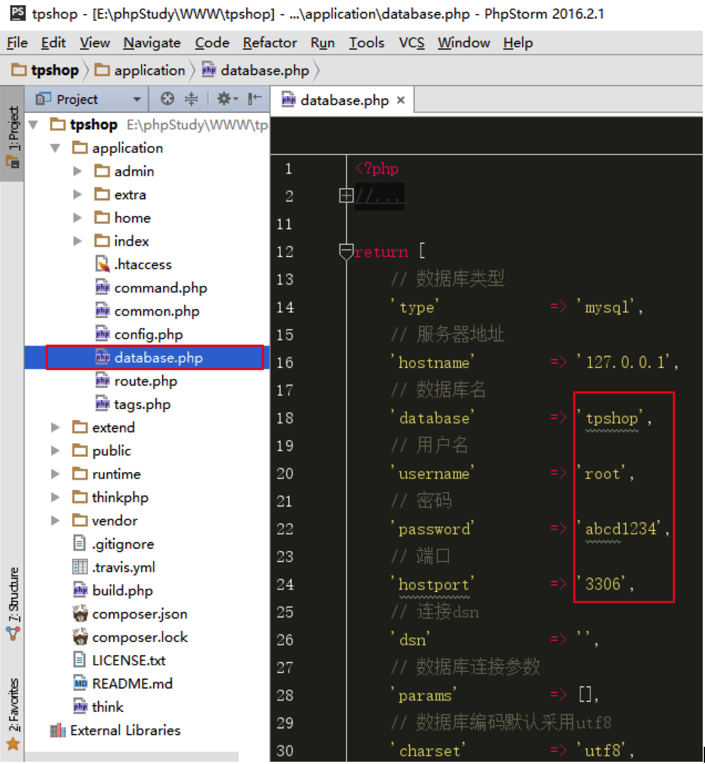 tpshop - [E:\phpStudy\WWW\tpshop] - ...\application\database.php - PhpStorm 2016.2.1
File Edit View Navigate Code Refactor Run Tools VCS Window Help
tpshop application database.php
Project
database.php ×
1: Project
tpshop E:\phpStudy\WWW\tp
application
admin
extra
home
index
.htaccess
command.php
common.php
config.php
database.php
route.php
tags.php
extend
public
runtime
thinkphp
vendor
.gitignore
.travis.yml
build.php
composer.json
composer.lock
LICENSE.txt
README.md
think
External Libraries
7: Structure
2: Favorites
1 <?php
2 //...
11
12 return [
13 // 数据库类型
14 'type' => 'mysql',
15 // 服务器地址
16 'hostname' => '127.0.0.1',
17 // 数据库名
18 'database' => 'tpshop',
19 // 用户名
20 'username' => 'root',
21 // 密码
22 'password' => 'abcd1234',
23 // 端口
24 'hostport' => '3306',
25 // 连接dsn
26 'dsn' => '',
27 // 数据库连接参数
28 'params' => [],
29 // 数据库编码默认采用utf8
30 'charset' => 'utf8',